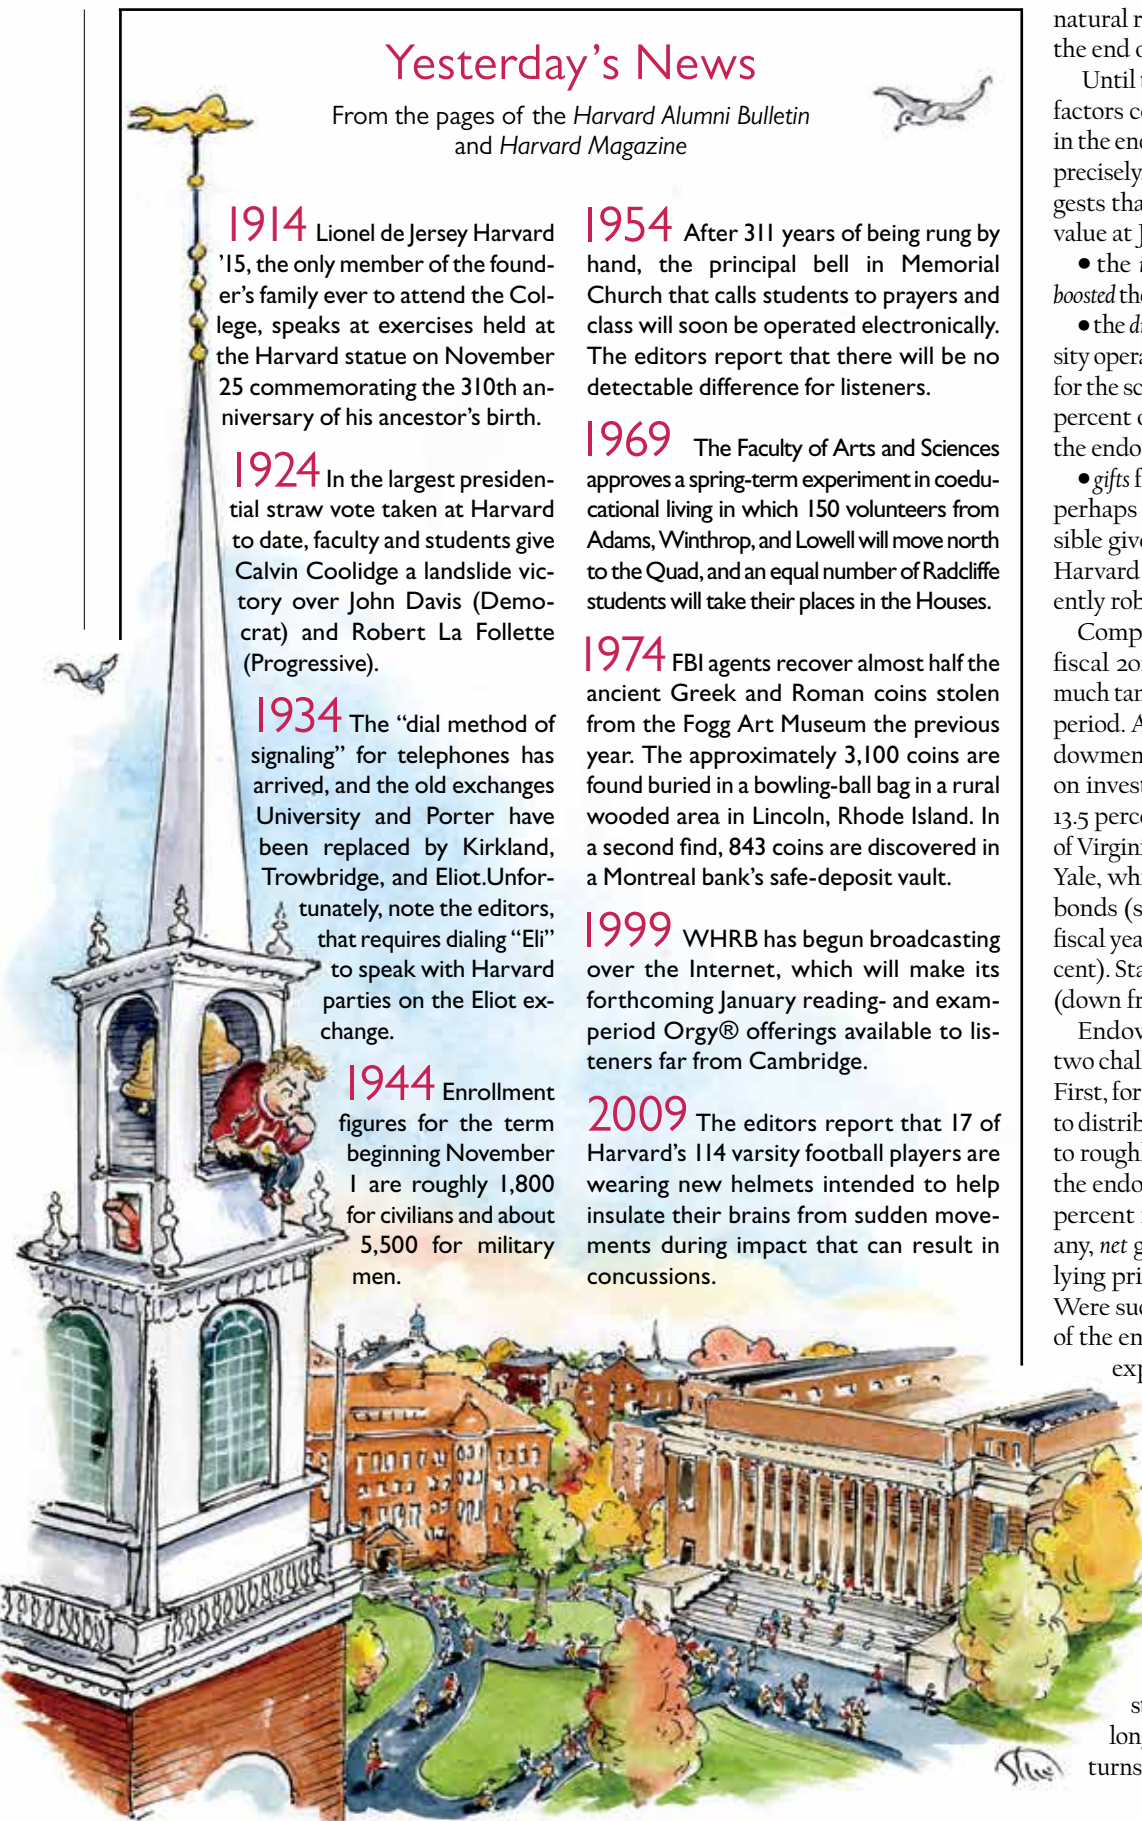 Yesterday's News
From the pages of the Harvard Alumni Bulletin
and Harvard Magazine
1914 Lionel de Jersey Harvard
'15, the only member of the found-
er's family ever to attend the Col-
lege, speaks at exercises held at
the Harvard statue on November
25 commemorating the 310th an-
niversary of his ancestor's birth.
1924 In the largest presiden-
tial straw vote taken at Harvard
to date, faculty and students give
Calvin Coolidge a landslide vic-
tory over John Davis (Demo-
crat) and Robert La Follette
(Progressive).
1934 The “dial method of
signaling” for telephones has
arrived, and the old exchanges
University and Porter have
been replaced by Kirkland,
Trowbridge, and Eliot.Unfor-
tunately, note the editors,
that requires dialing “Eli”
to speak with Harvard
parties on the Eliot ex-
change.
1944 Enrollment
figures for the term
beginning November
1 are roughly 1,800
for civilians and about
5,500 for military
men.
1954 After 311 years of being rung by
hand, the principal bell in Memorial
Church that calls students to prayers and
class will soon be operated electronically.
The editors report that there will be no
detectable difference for listeners.
1969 The Faculty of Arts and Sciences
approves a spring-term experiment in coedu-
cational living in which 150 volunteers from
Adams, Winthrop, and Lowell will move north
to the Quad, and an equal number of Radcliffe
students will take their places in the Houses.
1974 FBI agents recover almost half the
ancient Greek and Roman coins stolen
from the Fogg Art Museum the previous
year. The approximately 3,100 coins are
found buried in a bowling-ball bag in a rural
wooded area in Lincoln, Rhode Island. In
a second find, 843 coins are discovered in
a Montreal bank's safe-deposit vault.
1999 WHRB has begun broadcasting
over the Internet, which will make its
forthcoming January reading- and exam-
period Orgy® offerings available to lis-
teners far from Cambridge.
2009 The editors report that 17 of
Harvard's 114 varsity football players are
wearing new helmets intended to help
insulate their brains from sudden move-
ments during impact that can result in
concussions.
natural r
the end o
Until t
factors co
in the end
precisely.
gests tha
value at J
• the i
boosted the
• the di
sity opera
for the sc
percent o
the endo
• gifts f
perhaps
sible give
Harvard
ently rob
Comp
fiscal 20
much tan
period. A
dowmen
on invest
13.5 perce
of Virgini
Yale, whi
bonds (s
fiscal yea
cent). Sta
(down fr
Endow
two chall
First, for
to distrib
to rough
the endo
percent
any, net g
lying pri
Were suc
of the en
exp
st
lon
turns